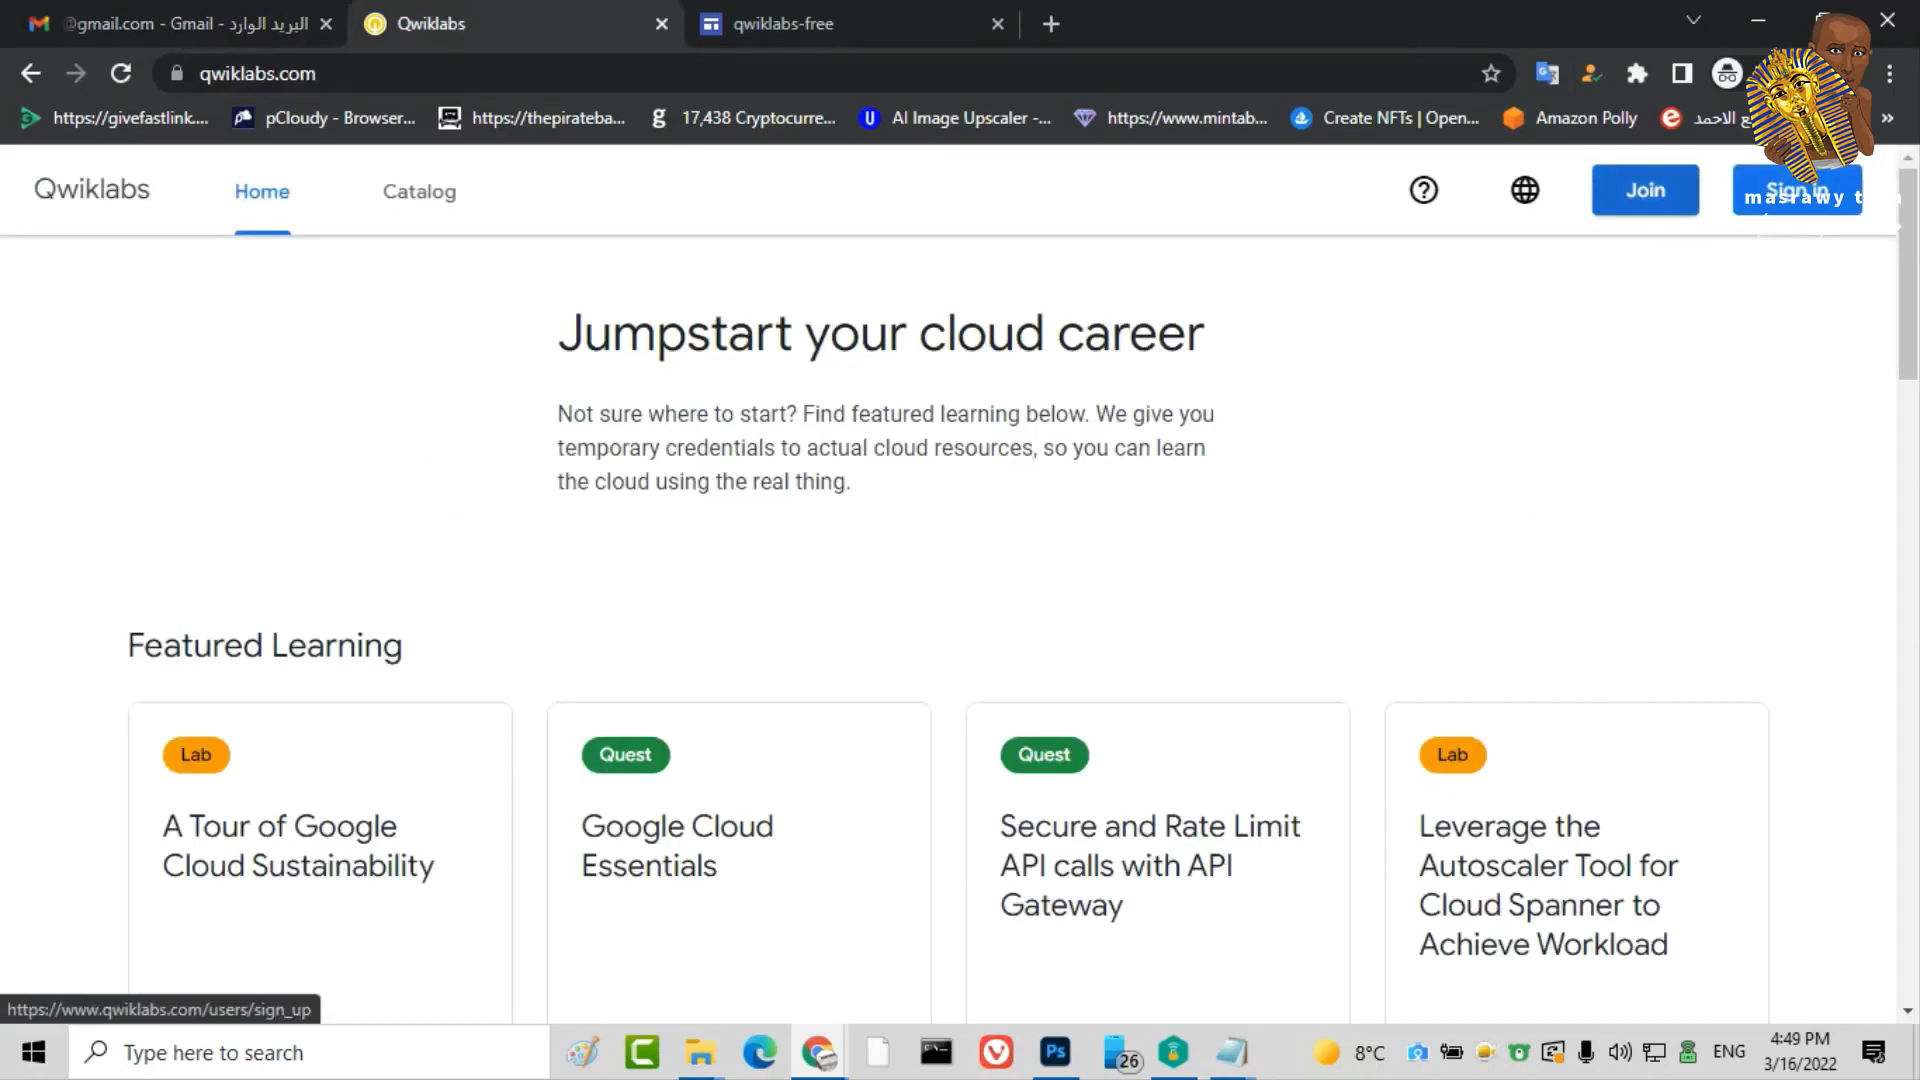 @gmail.com - Gmail - البريد الوارد
Qwiklabs
qwiklabs-free
qwiklabs.com
https://givefastlink....
pCloudy - Browser...
https://thepirateba...
17,438 Cryptocurre...
AI Image Upscaler -...
https://www.mintab...
Create NFTs | Open...
Amazon Polly
Qwiklabs
Home
Catalog
Join
Sign in
masrawy
Jumpstart your cloud career
Not sure where to start? Find featured learning below. We give you
temporary credentials to actual cloud resources, so you can learn
the cloud using the real thing.
Featured Learning
Lab
A Tour of Google
Cloud Sustainability
Quest
Google Cloud
Essentials
Quest
Secure and Rate Limit
API calls with API
Gateway
Lab
Leverage the
Autoscaler Tool for
Cloud Spanner to
Achieve Workload
https://www.qwiklabs.com/users/sign_up
Type here to search
Ps
26
8°C
ENG
4:49 PM
3/16/2022